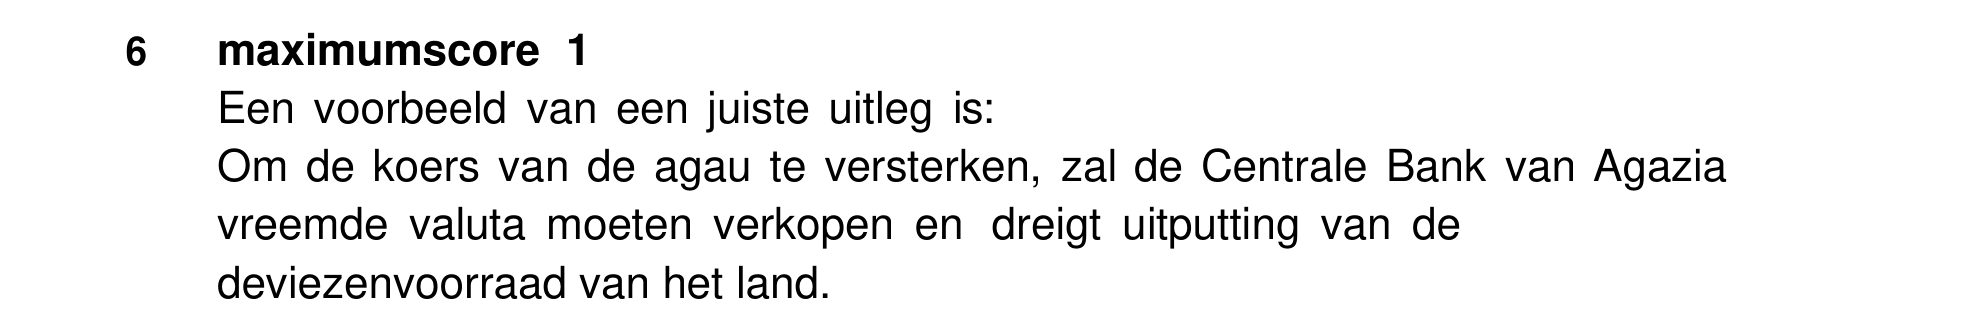 6 maximumscore 1
Een voorbeeld van een juiste uitleg is:
Om de koers van de agau te versterken, zal de Centrale Bank van Agazia
vreemde valuta moeten verkopen en dreigt uitputting van de
deviezenvoorraad van het land.